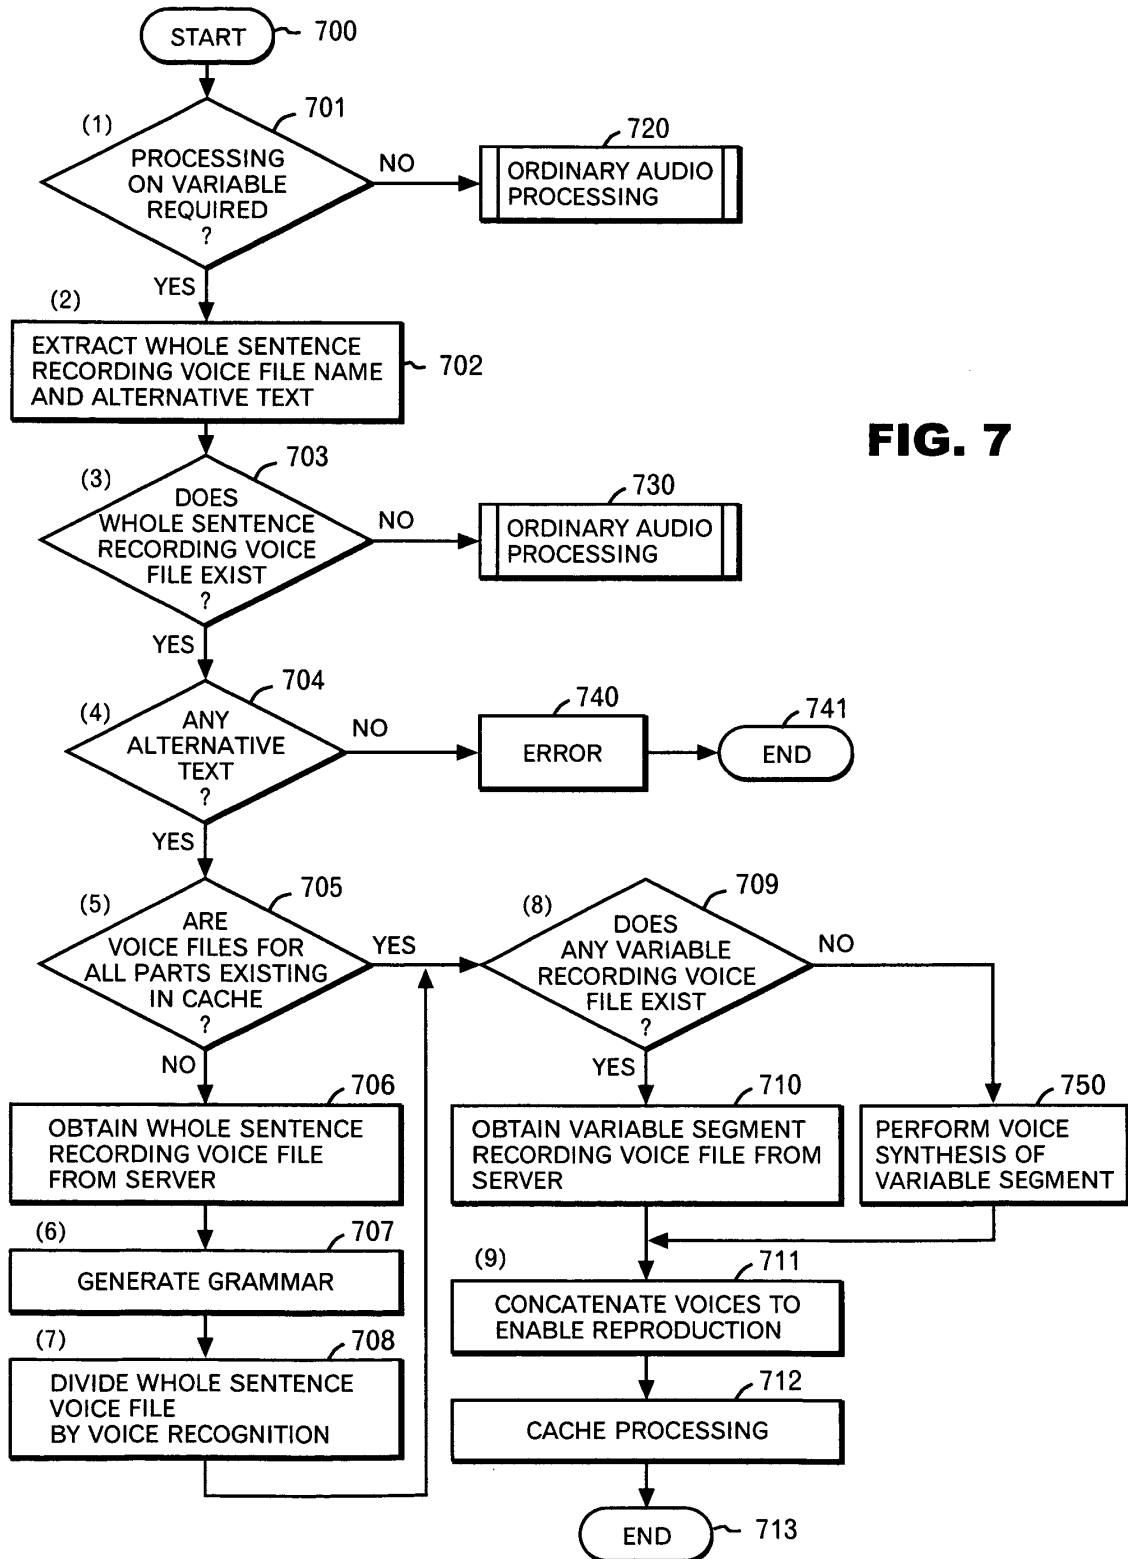 START
700
(1)
701
PROCESSING
ON VARIABLE
REQUIRED
?
NO
720
ORDINARY AUDIO
PROCESSING
YES
(2)
EXTRACT WHOLE SENTENCE
RECORDING VOICE FILE NAME
AND ALTERNATIVE TEXT
702
FIG. 7
(3)
703
DOES
WHOLE SENTENCE
RECORDING VOICE
FILE EXIST
?
NO
730
ORDINARY AUDIO
PROCESSING
YES
(4)
704
ANY
ALTERNATIVE
TEXT
?
NO
740
ERROR
741
END
YES
(5)
705
ARE
VOICE FILES FOR
ALL PARTS EXISTING
IN CACHE
?
YES
(8)
709
DOES
ANY VARIABLE
RECORDING VOICE
FILE EXIST
?
NO
NO
706
OBTAIN WHOLE SENTENCE
RECORDING VOICE FILE
FROM SERVER
YES
710
OBTAIN VARIABLE SEGMENT
RECORDING VOICE FILE FROM
SERVER
750
PERFORM VOICE
SYNTHESIS OF
VARIABLE SEGMENT
(6)
707
GENERATE GRAMMAR
(7)
708
DIVIDE WHOLE SENTENCE
VOICE FILE
BY VOICE RECOGNITION
(9)
711
CONCATENATE VOICES TO
ENABLE REPRODUCTION
712
CACHE PROCESSING
END
713